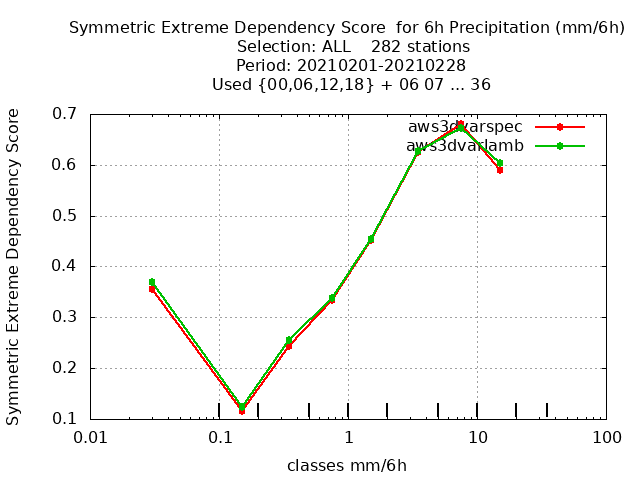 Symmetric Extreme Dependency Score  for 6h Precipitation (mm/6h)
Selection: ALL    282 stations
Period: 20210201-20210228
Used {00,06,12,18} + 06 07 ... 36
Symmetric Extreme Dependency Score
0.7
0.6
0.5
0.4
0.3
0.2
0.1
aws3dvarspec
aws3dvarlamb
0.01 0.1 1 10 100
classes mm/6h